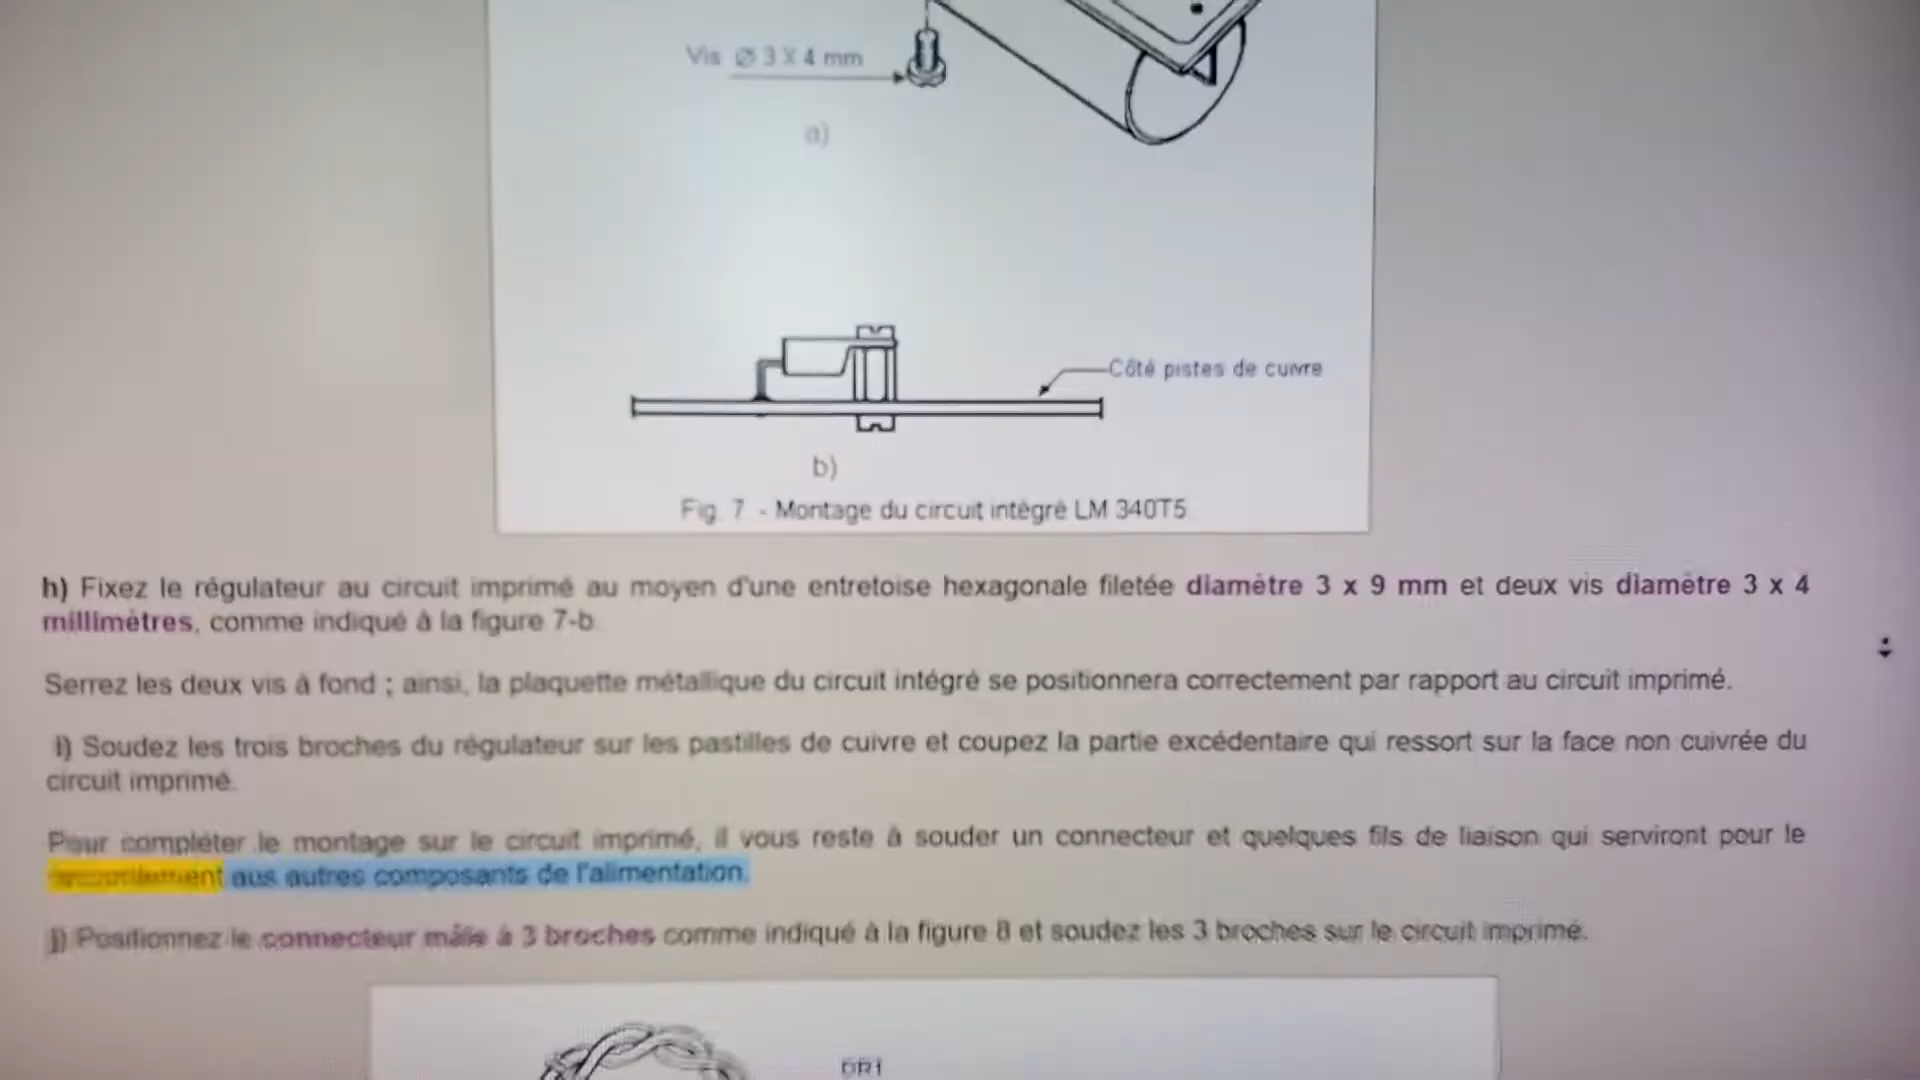 Vis Ø 3 X 4 mm
a)
Côté pistes de cuivre
b)
Fig. 7 - Montage du circuit intégré LM 340T5
h) Fixez le régulateur au circuit imprimé au moyen d'une entretoise hexagonale filetée diamètre 3 x 9 mm et deux vis diamètre 3 x 4
millimètres, comme indiqué à la figure 7-b.
Serrez les deux vis à fond ; ainsi, la plaquette métallique du circuit intégré se positionnera correctement par rapport au circuit imprimé.
i) Soudez les trois broches du régulateur sur les pastilles de cuivre et coupez la partie excédentaire qui ressort sur la face non cuivrée du
circuit imprimé.
Pour compléter le montage sur le circuit imprimé, il vous reste à souder un connecteur et quelques fils de liaison qui serviront pour le
aus autres composants de l'alimentation.
j) Positionnez le connecteur mâle à 3 broches comme indiqué à la figure 8 et soudez les 3 broches sur le circuit imprimé.
DR1